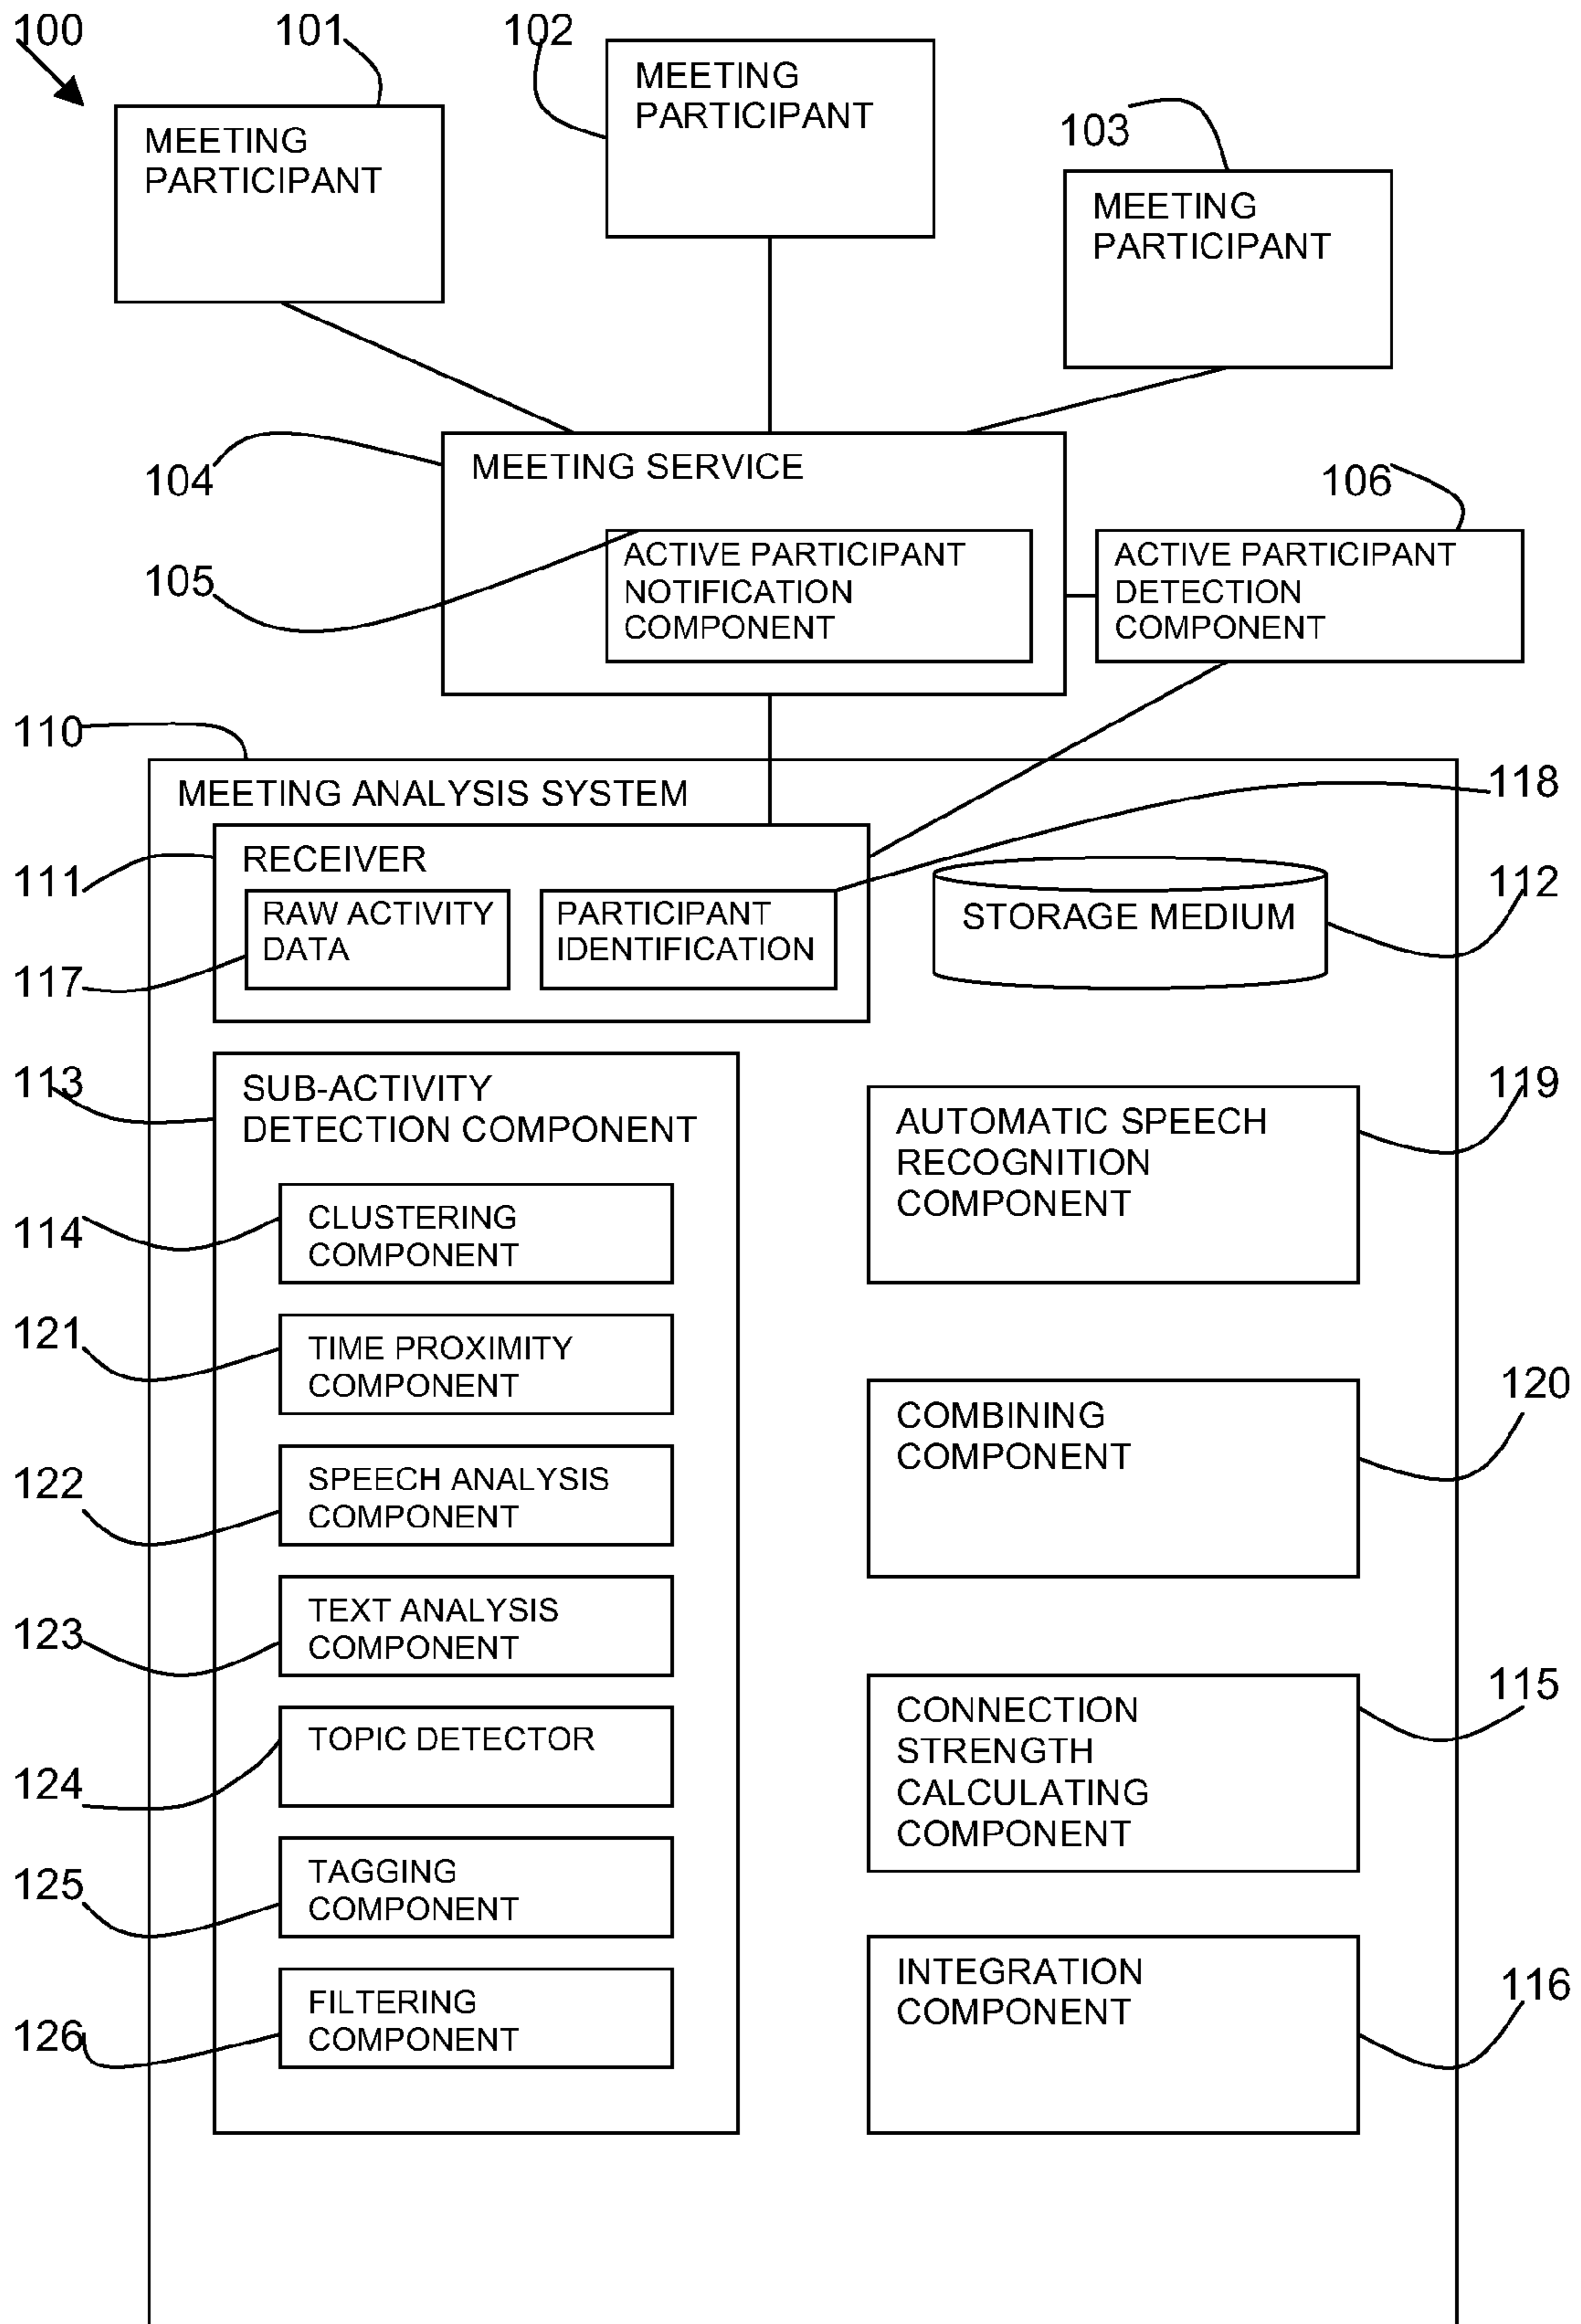 100
101
102
MEETING
PARTICIPANT
MEETING
PARTICIPANT
103
MEETING
PARTICIPANT
104
MEETING SERVICE
106
105
ACTIVE PARTICIPANT
NOTIFICATION
COMPONENT
ACTIVE PARTICIPANT
DETECTION
COMPONENT
110
MEETING ANALYSIS SYSTEM
118
111
RECEIVER
112
RAW ACTIVITY
DATA
PARTICIPANT
IDENTIFICATION
STORAGE MEDIUM
117
113
SUB-ACTIVITY
DETECTION COMPONENT
119
AUTOMATIC SPEECH
RECOGNITION
COMPONENT
114
CLUSTERING
COMPONENT
121
TIME PROXIMITY
COMPONENT
120
COMBINING
COMPONENT
122
SPEECH ANALYSIS
COMPONENT
123
TEXT ANALYSIS
COMPONENT
115
CONNECTION
STRENGTH
CALCULATING
COMPONENT
124
TOPIC DETECTOR
125
TAGGING
COMPONENT
116
INTEGRATION
COMPONENT
126
FILTERING
COMPONENT